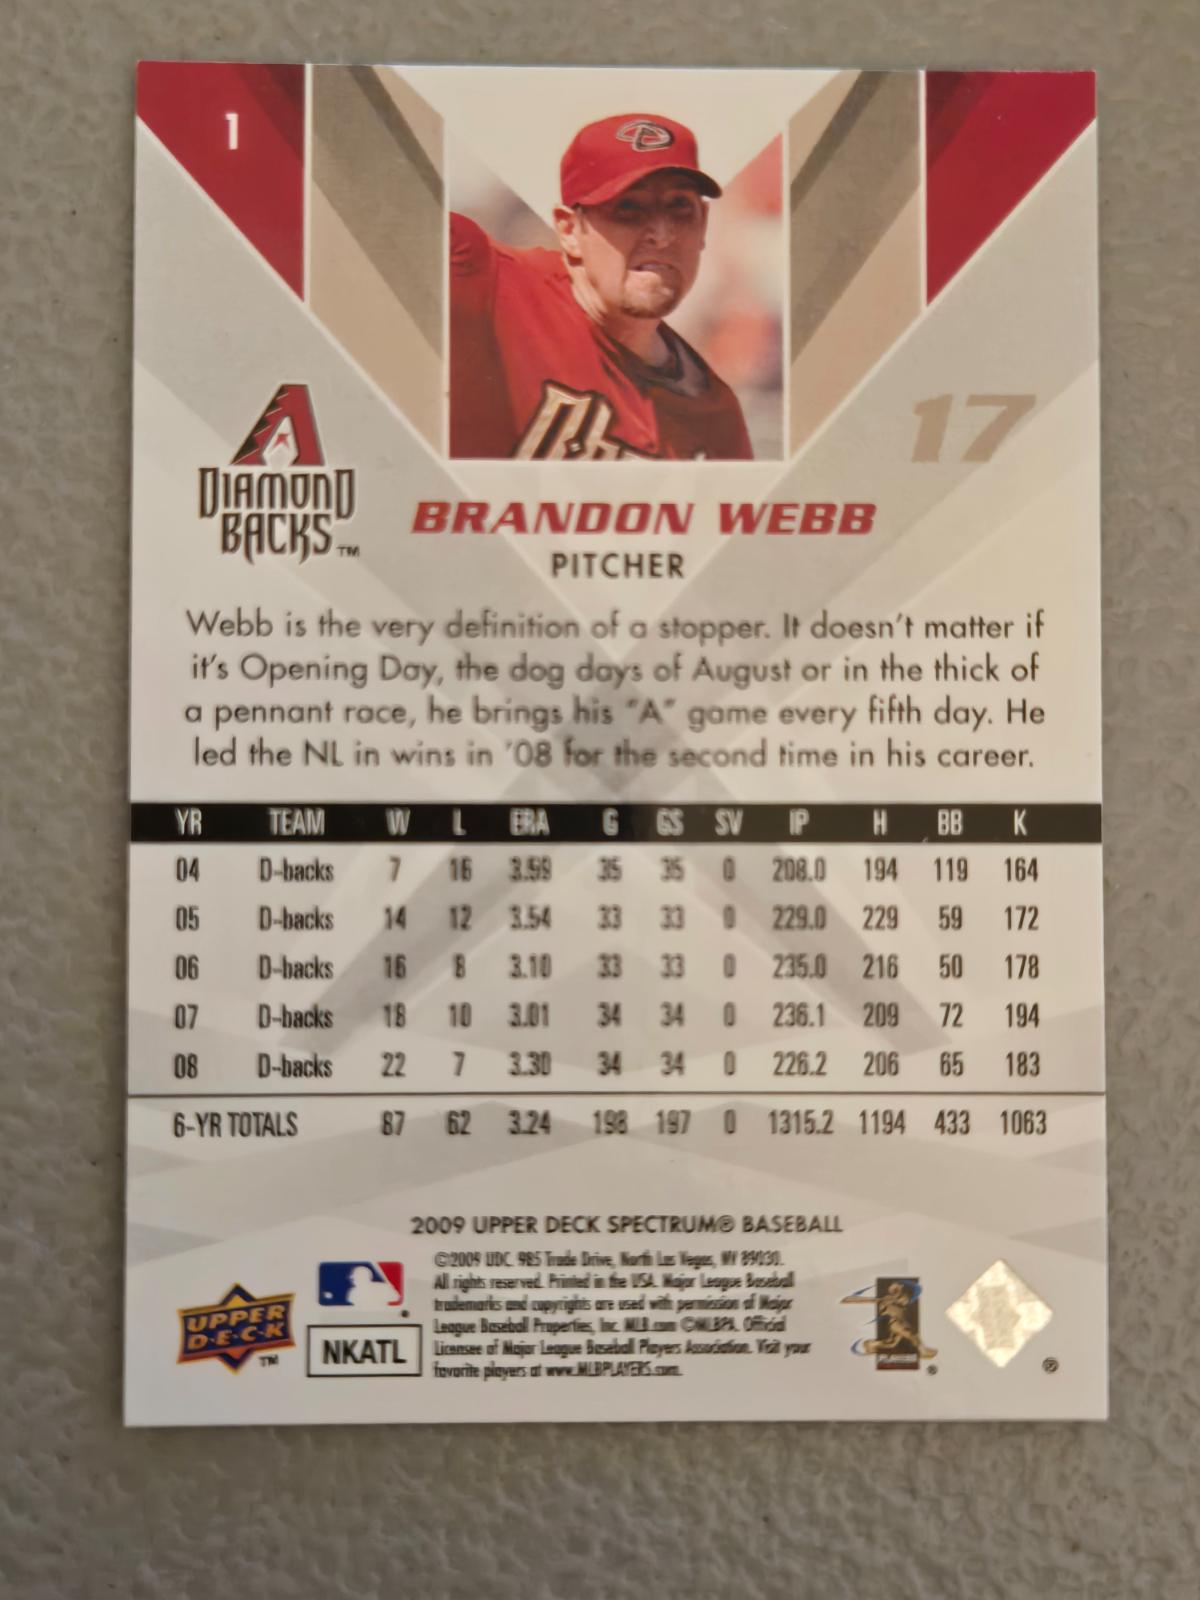 1
17
DIAMOND
BACKS™
BRANDON WEBB
PITCHER
Webb is the very definition of a stopper. It doesn't matter if
it's Opening Day, the dog days of August or in the thick of
a pennant race, he brings his "A" game every fifth day. He
led the NL in wins in '08 for the second time in his career.
YR TEAM W L ERA G GS SV IP H BB K
04 D-backs 7 16 3.59 35 35 0 208.0 194 119 164
05 D-backs 14 12 3.54 33 33 0 229.0 229 59 172
06 D-backs 16 8 3.10 33 33 0 235.0 216 50 178
07 D-backs 18 10 3.01 34 34 0 236.1 209 72 194
08 D-backs 22 7 3.30 34 34 0 226.2 206 65 183
6-YR TOTALS 87 62 3.24 198 197 0 1315.2 1194 433 1063
2009 UPPER DECK SPECTRUM® BASEBALL
©2009 UDC. 985 Trade Drive, North Las Vegas, NV 89030.
All rights reserved. Printed in the USA. Major League Baseball
trademarks and copyrights are used with permission of Major
League Baseball Properties, Inc. MLB.com ©MLBPA. Official
Licensee of Major League Baseball Players Association. Visit your
favorite players at www.MLBPLAYERS.com.
UPPER
D·E·C·K
™
®
NKATL
PLAYERS
®
®